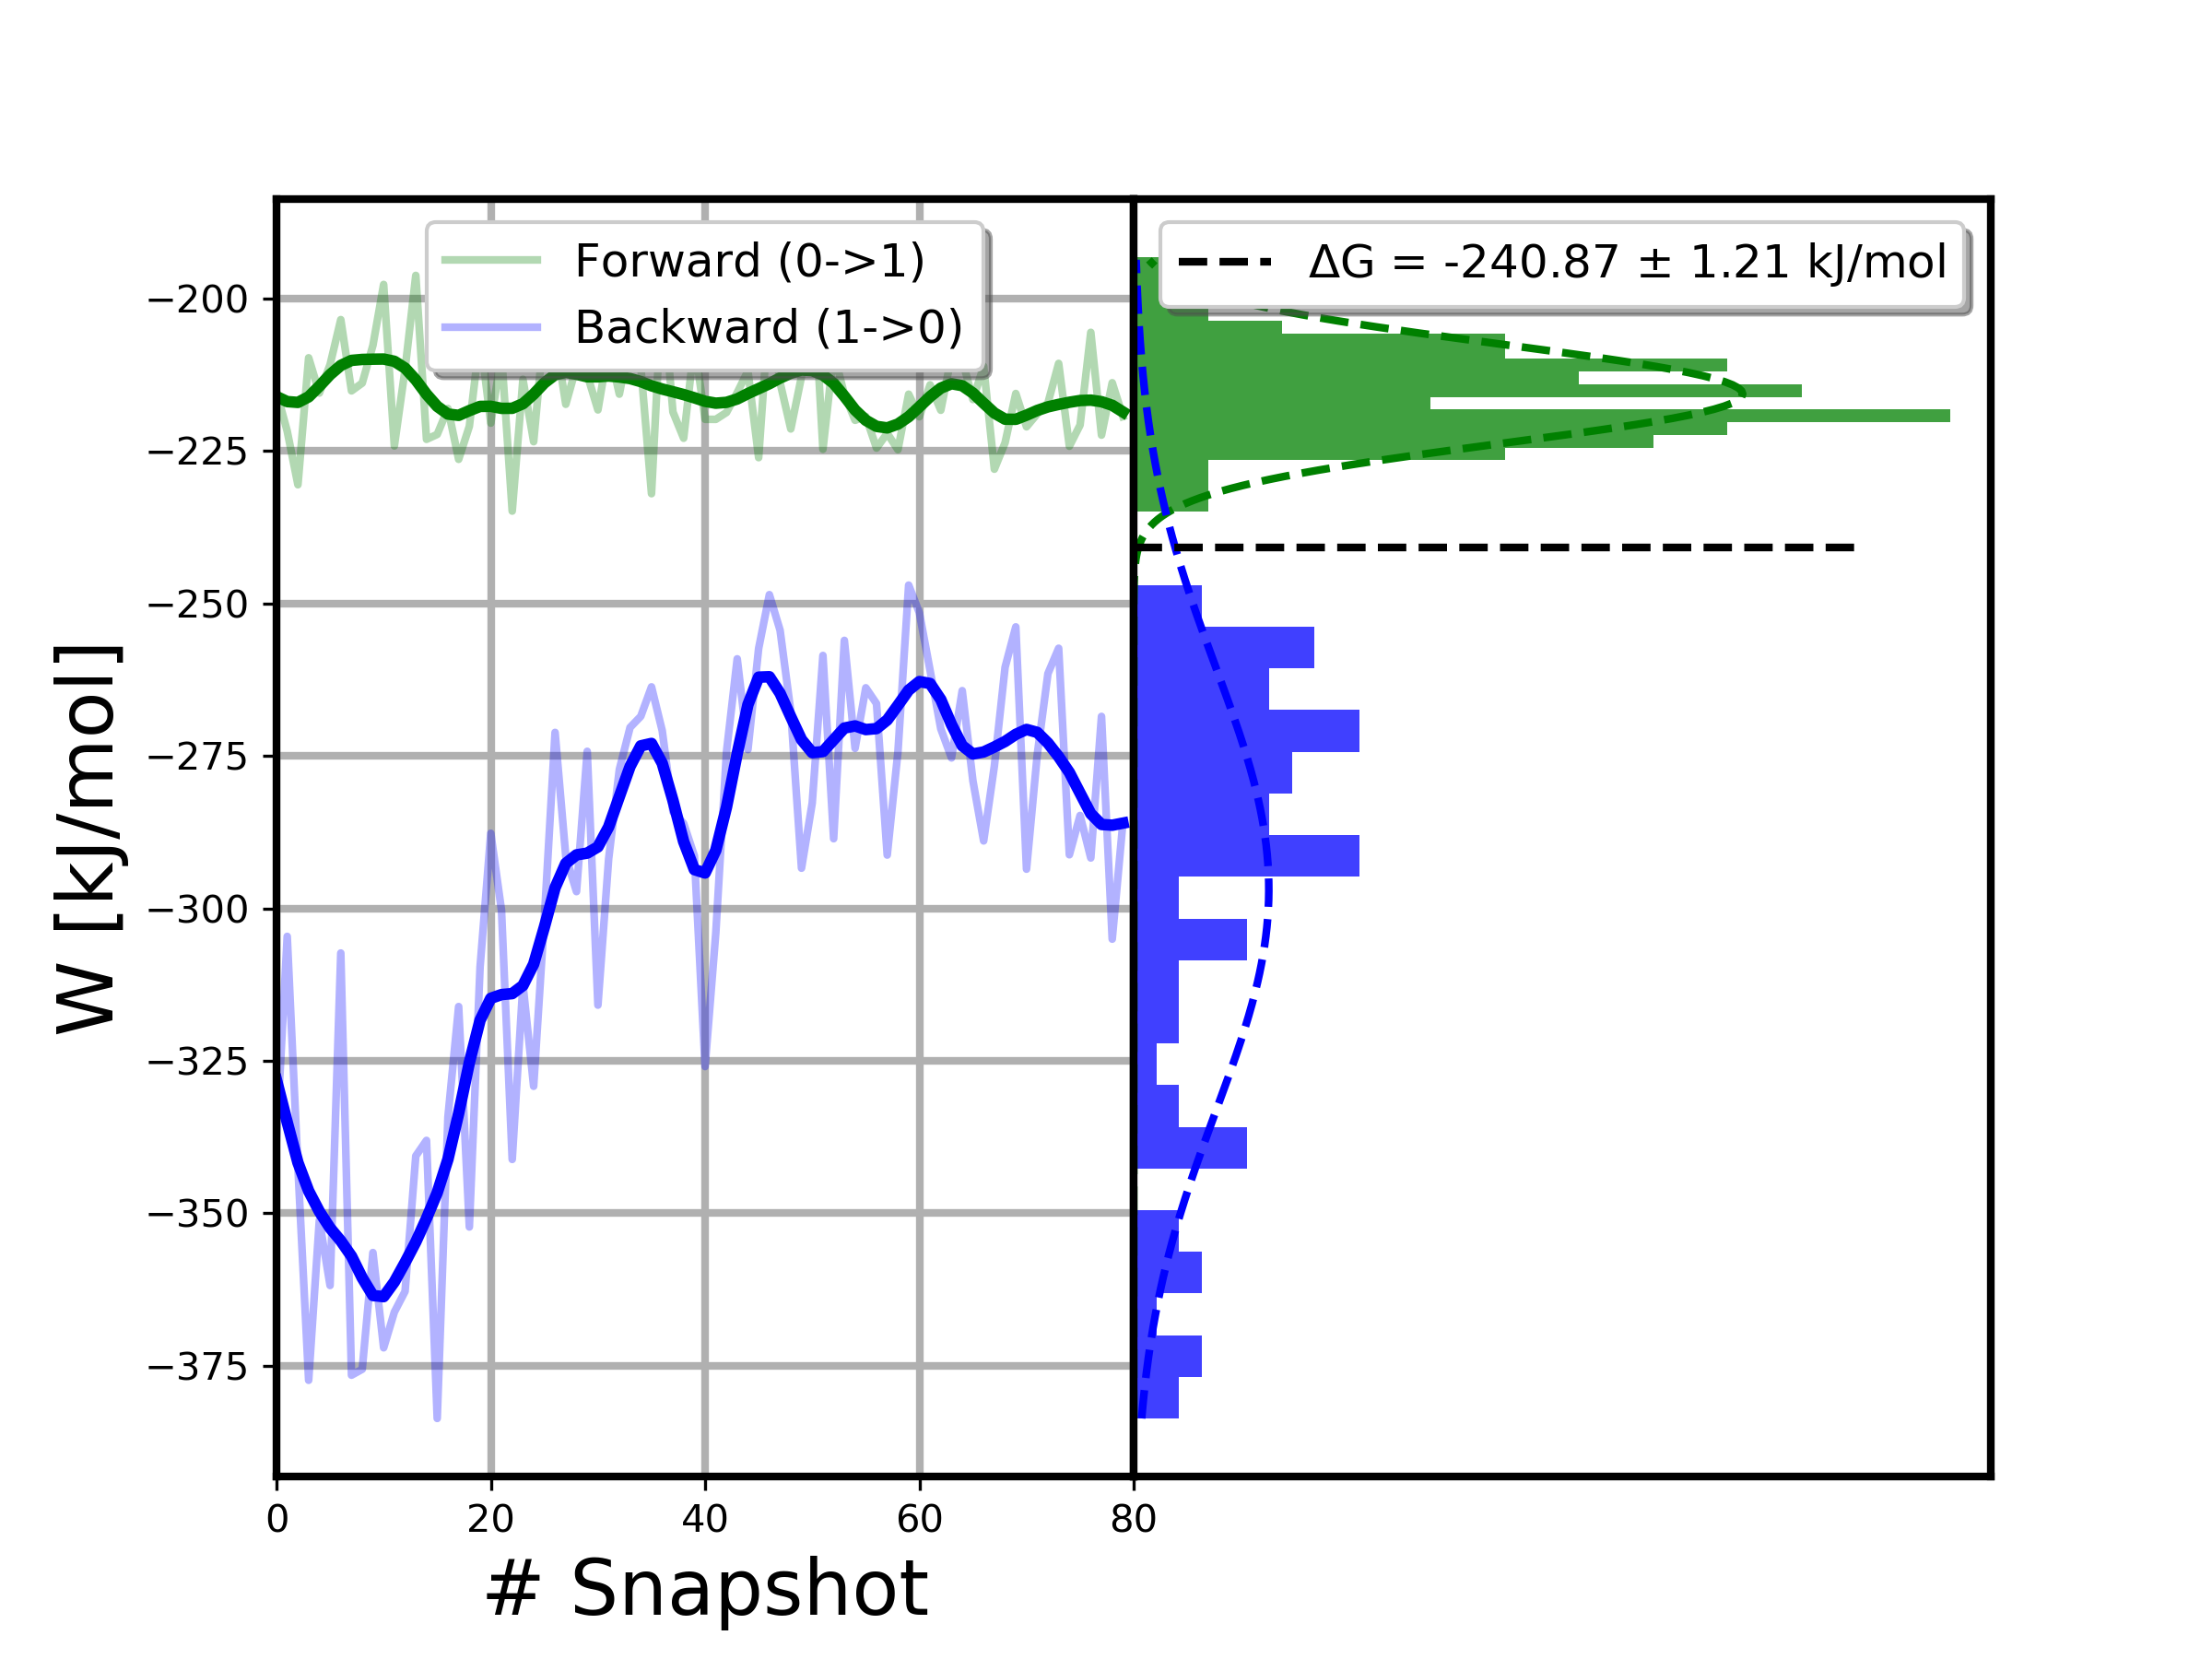 Forward (0->1)
Backward (1->0)
ΔG = -240.87 ± 1.21 kJ/mol
W [kJ/mol]
−200
−225
−250
−275
−300
−325
−350
−375
0 20 40 60 80
# Snapshot